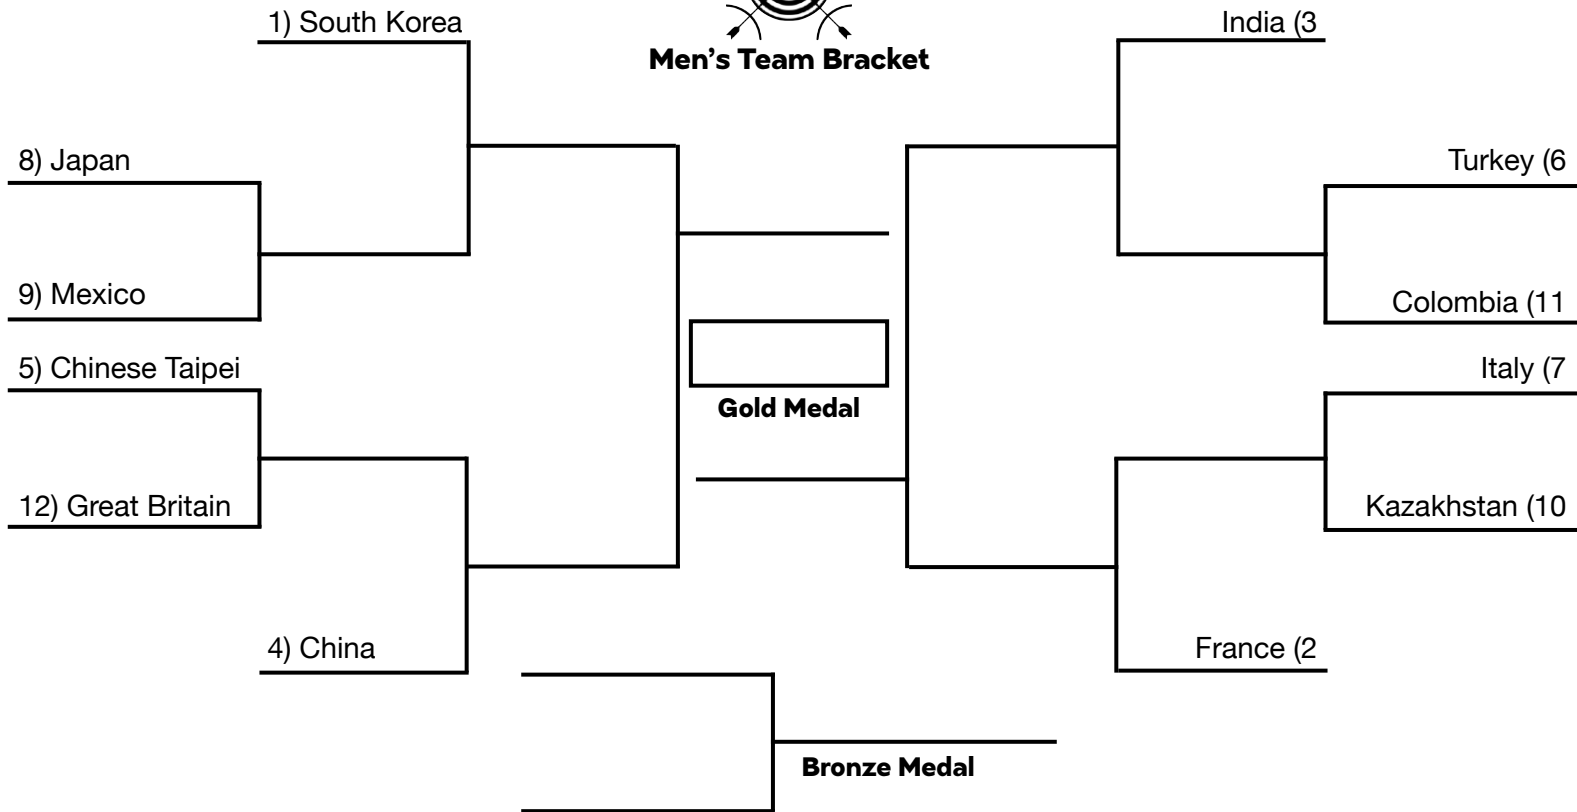 1) South Korea
India (3
Men's Team Bracket
8) Japan
Turkey (6
9) Mexico
Colombia (11
5) Chinese Taipei
Italy (7
Gold Medal
12) Great Britain
Kazakhstan (10
4) China
France (2
Bronze Medal